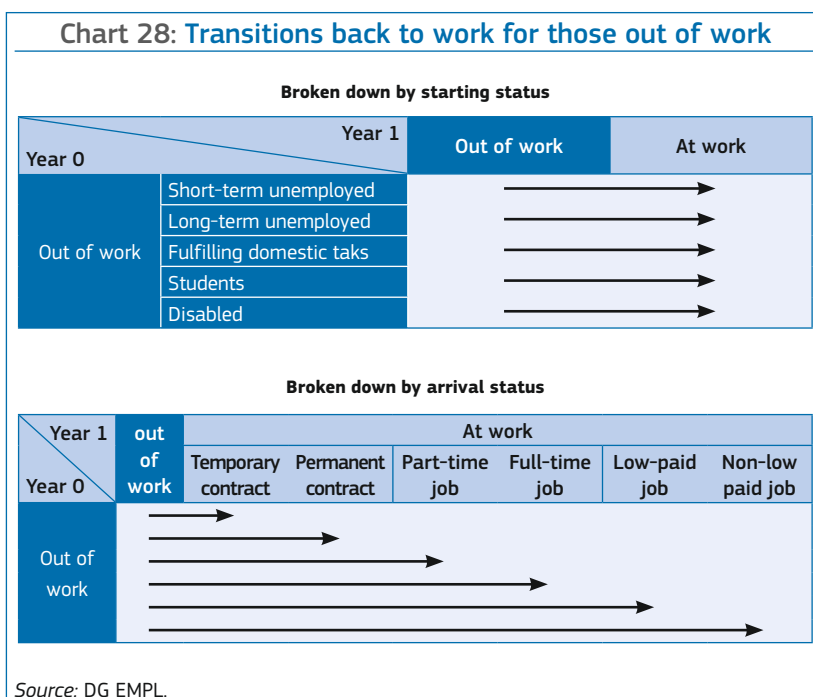 Chart 28: Transitions back to work for those out of work
Broken down by starting status
Year 1
Year 0
Out of work
At work
Out of work
Short-term unemployed
Long-term unemployed
Fulfilling domestic taks
Students
Disabled
Broken down by arrival status
Year 1
Year 0
out
of
work
At work
Temporary
contract
Permanent
contract
Part-time
job
Full-time
job
Low-paid
job
Non-low
paid job
Out of
work
Source: DG EMPL.